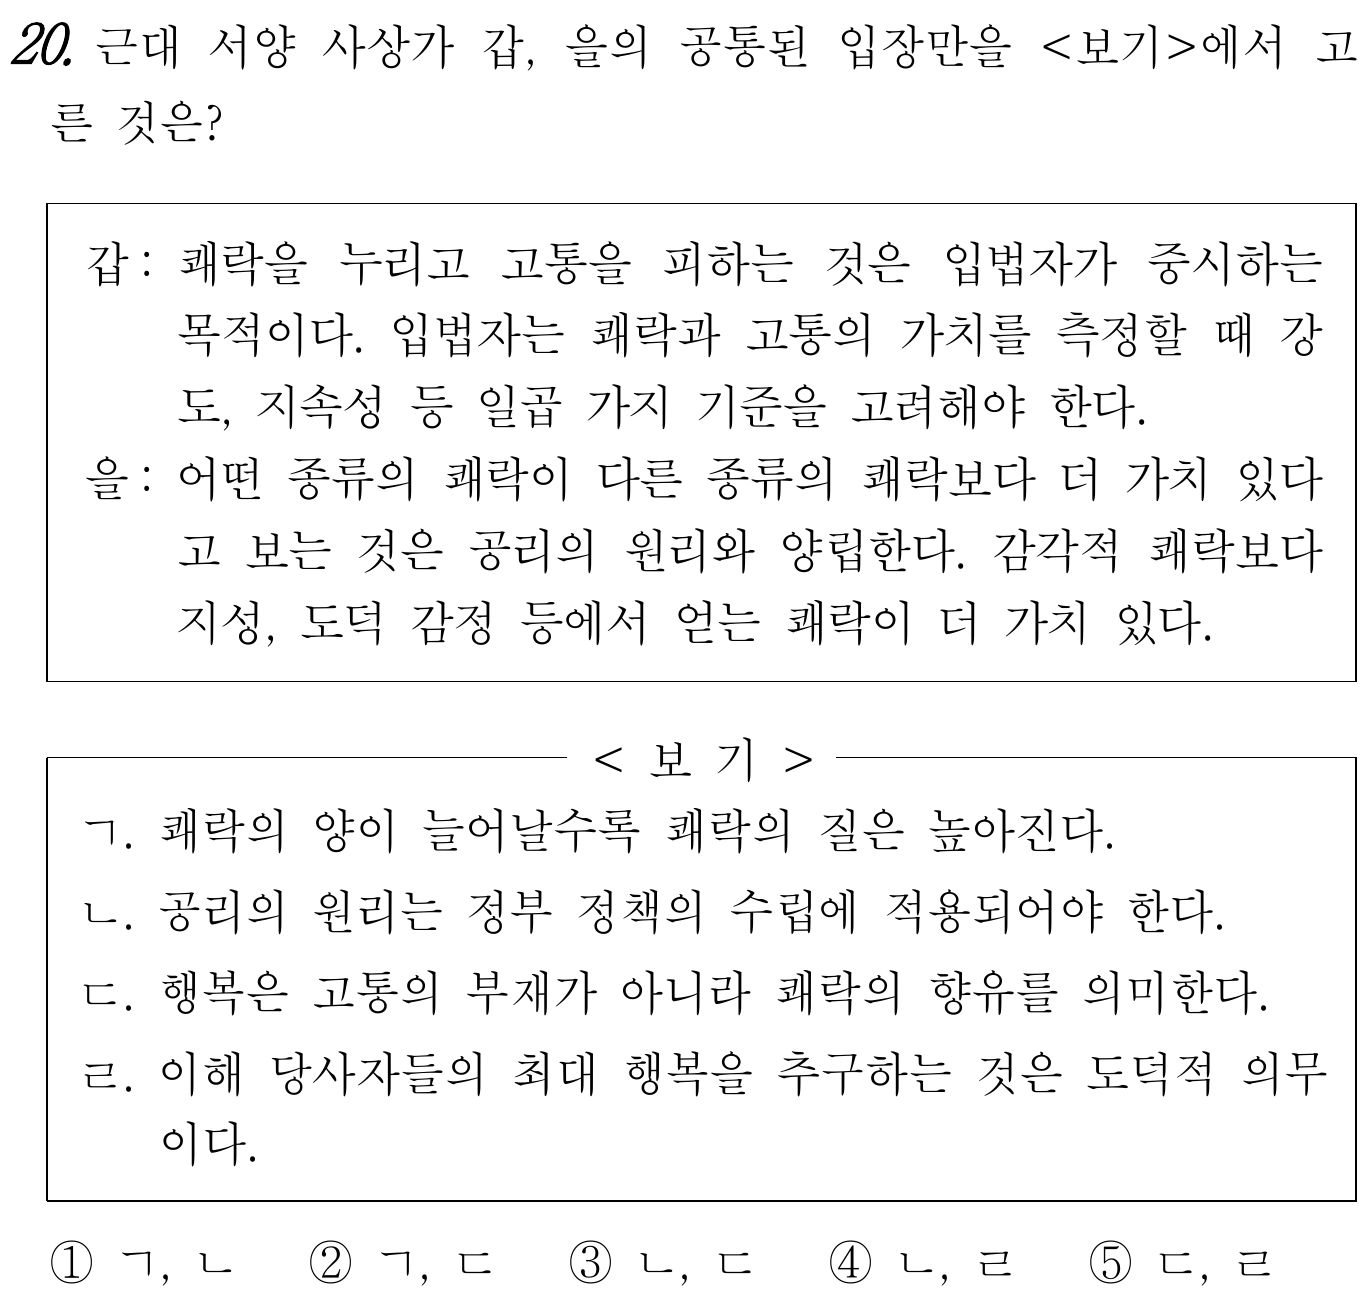 20. 근대 서양 사상가 갑, 을의 공통된 입장만을 <보기>에서 고
른 것은?
갑: 쾌락을 누리고 고통을 피하는 것은 입법자가 중시하는
목적이다. 입법자는 쾌락과 고통의 가치를 측정할 때 강
도, 지속성 등 일곱 가지 기준을 고려해야 한다.
을: 어떤 종류의 쾌락이 다른 종류의 쾌락보다 더 가치 있다
고 보는 것은 공리의 원리와 양립한다. 감각적 쾌락보다
지성, 도덕 감정 등에서 얻는 쾌락이 더 가치 있다.
< 보 기 >
ㄱ. 쾌락의 양이 늘어날수록 쾌락의 질은 높아진다.
ㄴ. 공리의 원리는 정부 정책의 수립에 적용되어야 한다.
ㄷ. 행복은 고통의 부재가 아니라 쾌락의 향유를 의미한다.
ㄹ. 이해 당사자들의 최대 행복을 추구하는 것은 도덕적 의무
이다.
① ㄱ, ㄴ ② ㄱ, ㄷ ③ ㄴ, ㄷ ④ ㄴ, ㄹ ⑤ ㄷ, ㄹ